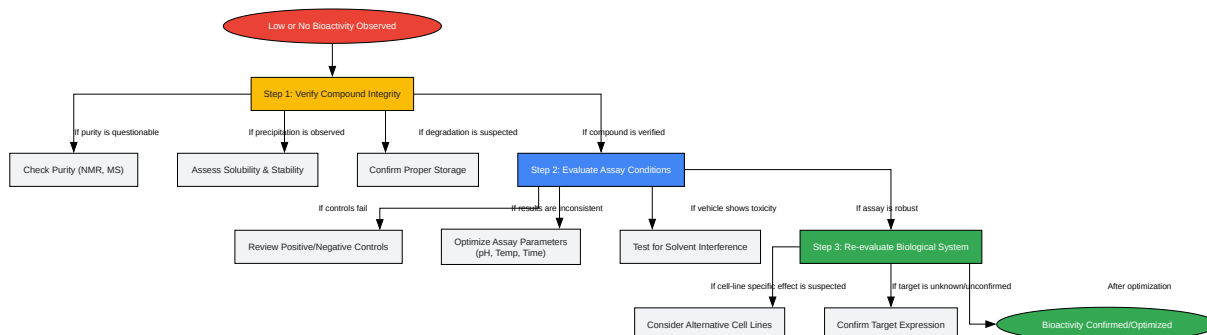 Low or No Bioactivity Observed
Step 1: Verify Compound Integrity
If purity is questionable
If precipitation is observed
If degradation is suspected
If compound is verified
Check Purity (NMR, MS)
Assess Solubility & Stability
Confirm Proper Storage
Step 2: Evaluate Assay Conditions
If controls fail
If results are inconsistent
If vehicle shows toxicity
If assay is robust
Review Positive/Negative Controls
Optimize Assay Parameters
(pH, Temp, Time)
Test for Solvent Interference
Step 3: Re-evaluate Biological System
If cell-line specific effect is suspected
If target is unknown/unconfirmed
After optimization
Consider Alternative Cell Lines
Confirm Target Expression
Bioactivity Confirmed/Optimized